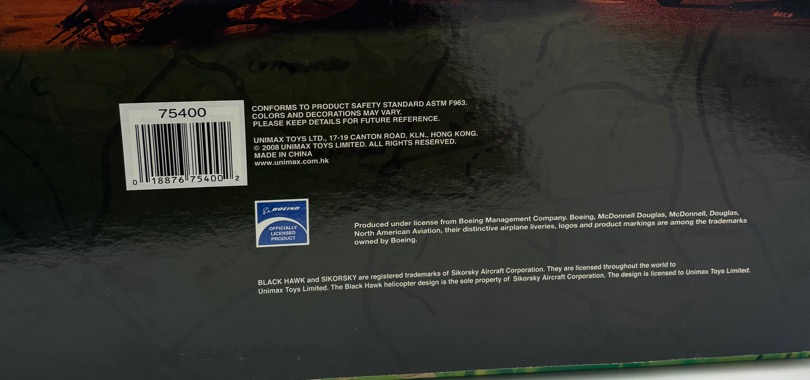 75400
0 18876 75400 2
CONFORMS TO PRODUCT SAFETY STANDARD ASTM F963.
COLORS AND DECORATIONS MAY VARY.
PLEASE KEEP DETAILS FOR FUTURE REFERENCE.
UNIMAX TOYS LTD., 17-19 CANTON ROAD, KLN., HONG KONG.
© 2008 UNIMAX TOYS LIMITED. ALL RIGHTS RESERVED.
MADE IN CHINA
www.unimax.com.hk
BOEING
OFFICIALLY
LICENSED
PRODUCT
Produced under license from Boeing Management Company. Boeing, McDonnell Douglas, McDonnell, Douglas,
North American Aviation, their distinctive airplane liveries, logos and product markings are among the trademarks
owned by Boeing.
BLACK HAWK and SIKORSKY are registered trademarks of Sikorsky Aircraft Corporation. They are licensed throughout the world to
Unimax Toys Limited. The Black Hawk helicopter design is the sole property of Sikorsky Aircraft Corporation. The design is licensed to Unimax Toys Limited.